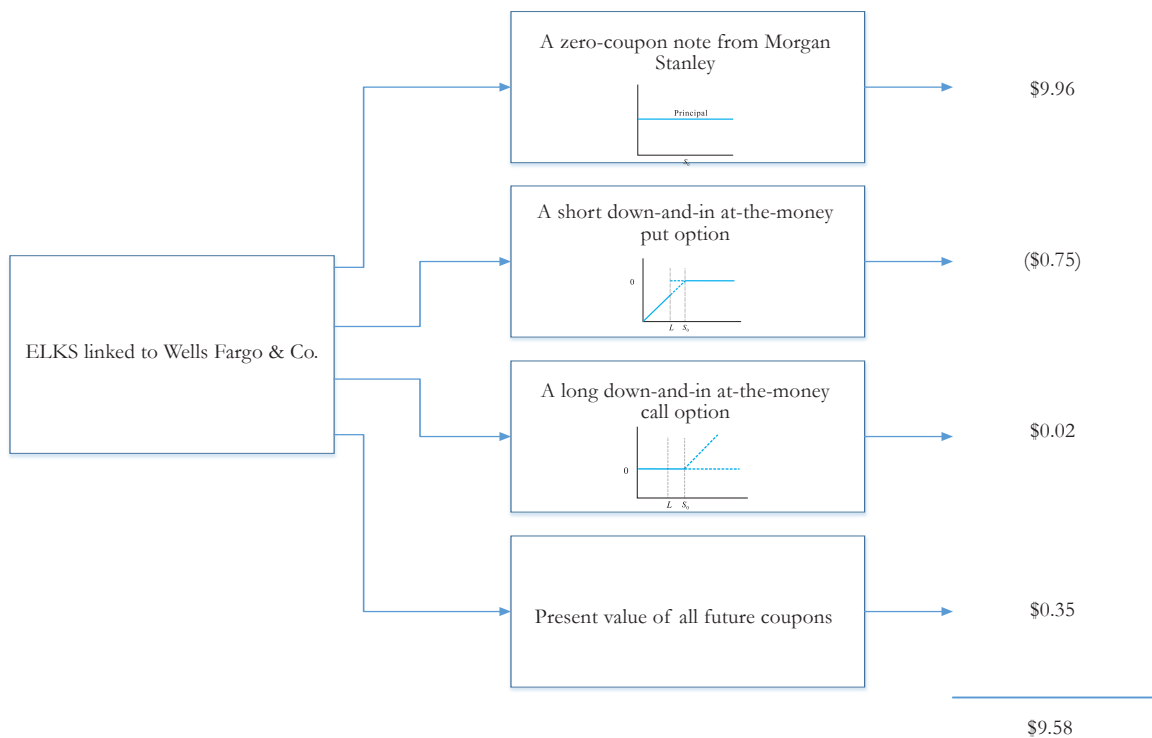 A zero-coupon note from Morgan
Stanley
Principal
S₀
$9.96
A short down-and-in at-the-money
put option
0
L S₀
($0.75)
ELKS linked to Wells Fargo & Co.
A long down-and-in at-the-money
call option
0
L S₀
$0.02
Present value of all future coupons
$0.35
$9.58